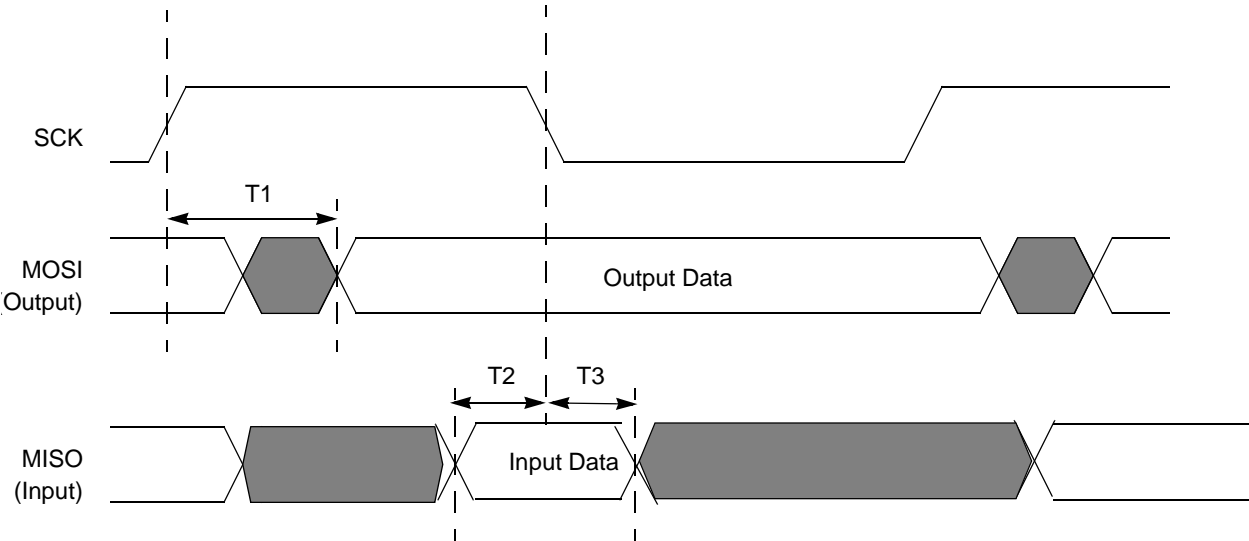 SCK
T1
MOSI
(Output)
Output Data
T2
T3
MISO
(Input)
Input Data